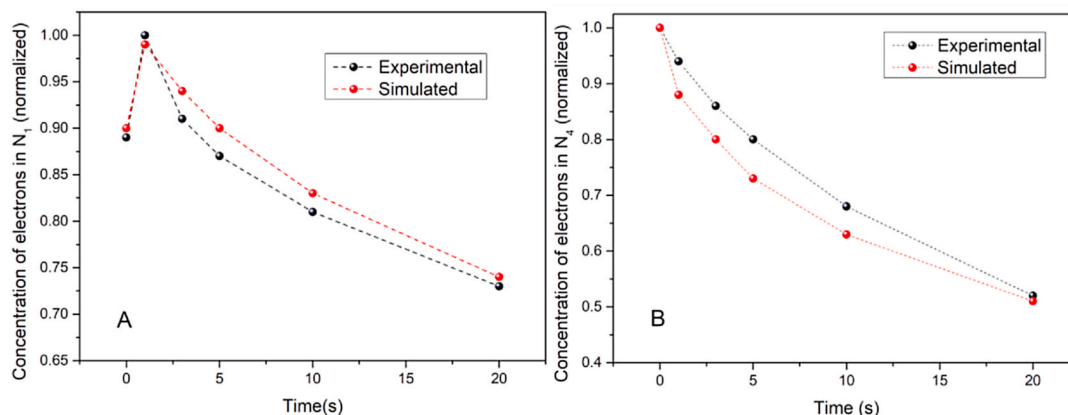 Concentration of electrons in N1 (normalized)
1.00
0.95
0.90
0.85
0.80
0.75
0.70
0.65
Experimental
Simulated
A
0
5
10
15
20
Time(s)
Concentration of electrons in N4 (normalized)
1.0
0.9
0.8
0.7
0.6
0.5
0.4
Experimental
Simulated
B
0
5
10
15
20
Time (s)